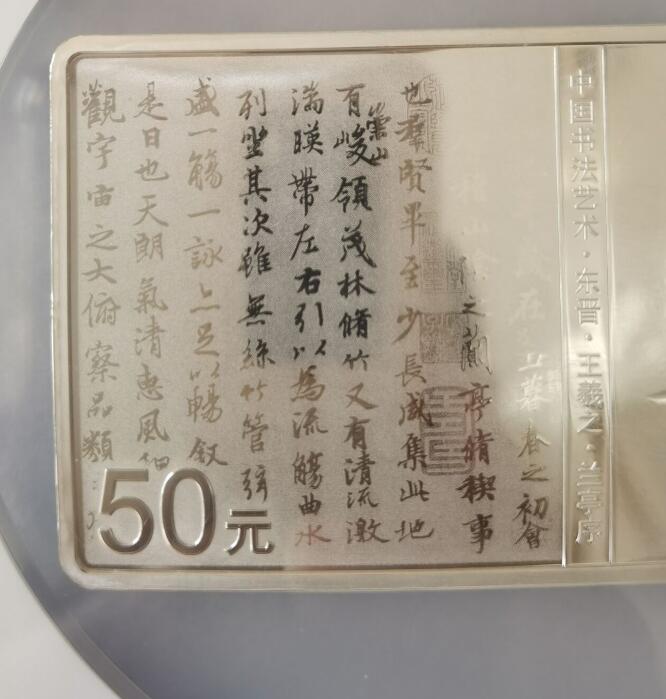 中国书法艺术·东晋·王羲之·兰亭序
在丑暮春之初會
之蘭亭脩稧事
也羣賢畢至少長咸集此地
有崇山峻領茂林脩竹又有清流激
湍暎帶左右引以為流觴曲水
列坐其次雖無絲竹管弦
盛一觴一詠亦足以暢叙
是日也天朗氣清惠風
觀宇宙之大俯察品類
50元